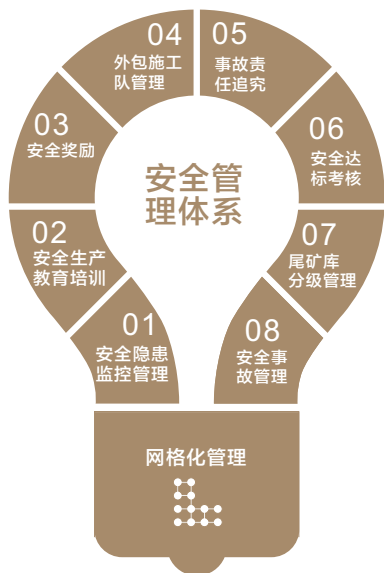 安全管
理体系
01
安全隐患
监控管理
02
安全生产
教育培训
03
安全奖励
04
外包施工
队管理
05
事故责
任追究
06
安全达
标考核
07
尾矿库
分级管理
08
安全事
故管理
网格化管理